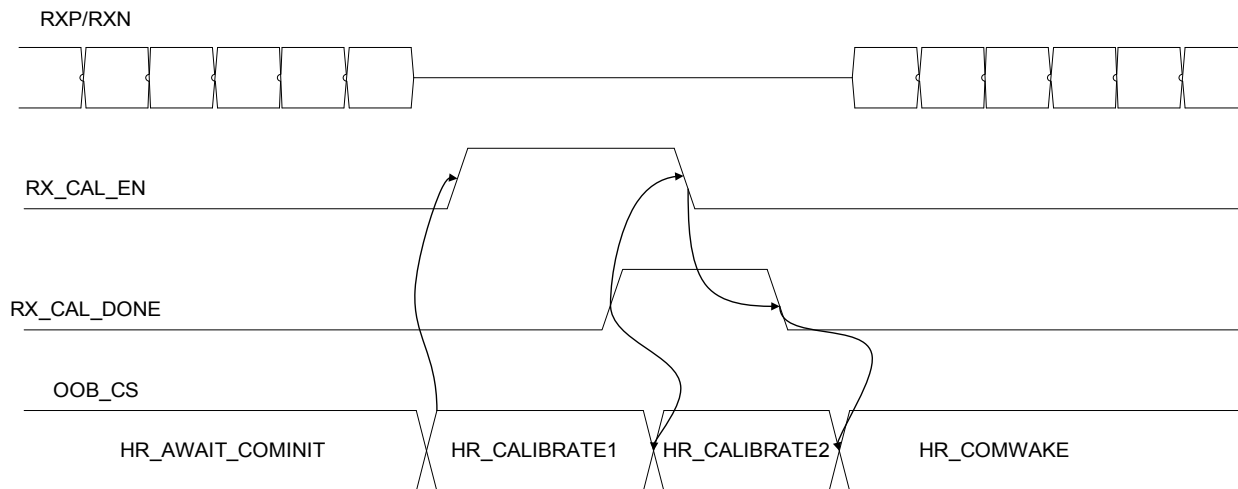 RXP/RXN
RX_CAL_EN
RX_CAL_DONE
OOB_CS
HR_AWAIT_COMINIT HR_CALIBRATE1 HR_CALIBRATE2 HR_COMWAKE